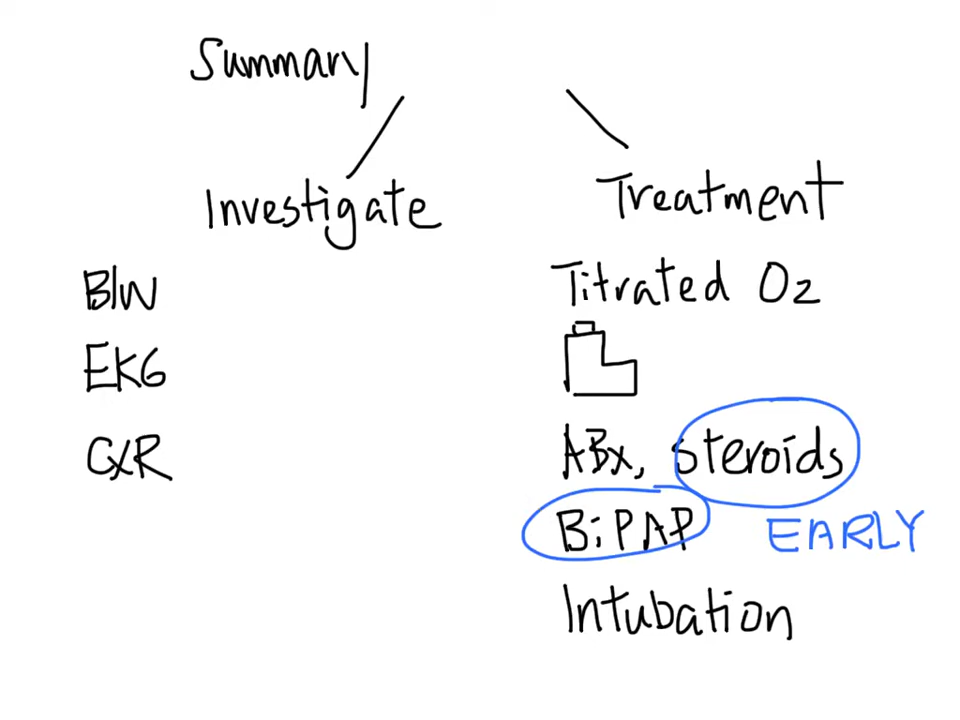 Summary
Investigate
Treatment
B/W
EKG
CXR
Titrated O2
ABx, steroids
BiPAP EARLY
Intubation